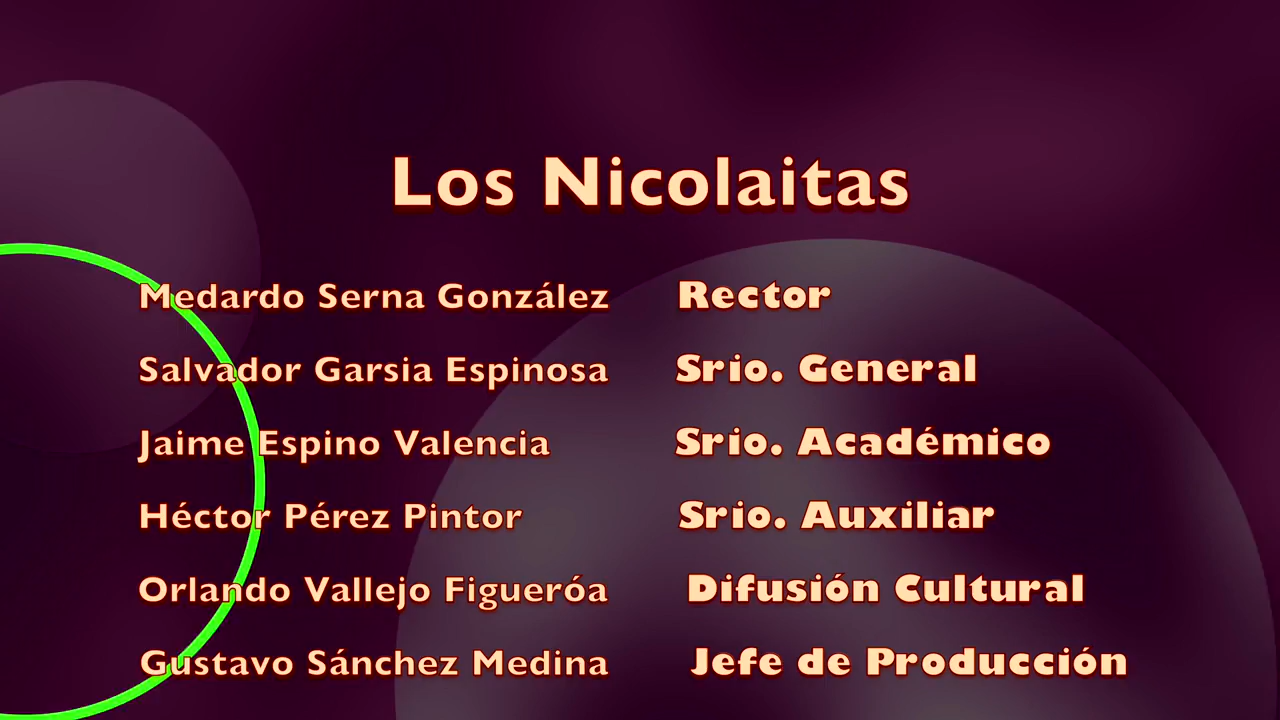 Los Nicolaitas
Medardo Serna González Rector
Salvador Garsia Espinosa Srio. General
Jaime Espino Valencia Srio. Académico
Héctor Pérez Pintor Srio. Auxiliar
Orlando Vallejo Figueróa Difusión Cultural
Gustavo Sánchez Medina Jefe de Producción